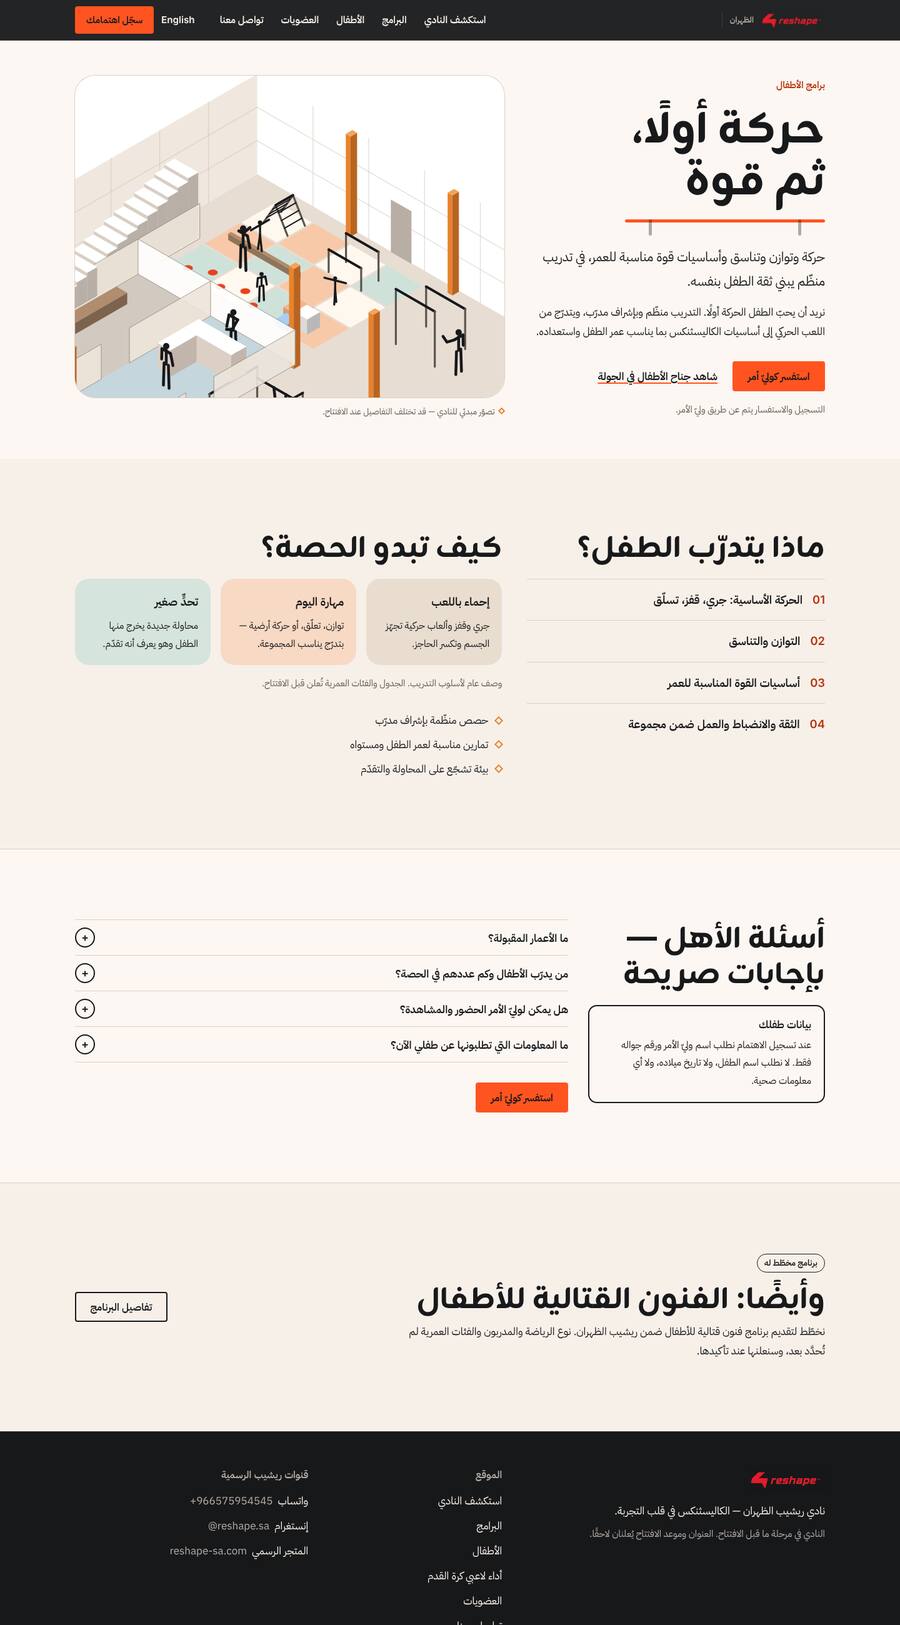 reshape
الظهران
استكشف النادي
البرامج
الأطفال
العضويات
تواصل معنا
English
سجّل اهتمامك
برامج الأطفال
حركة أولًا،
ثم قوة
حركة وتوازن وتناسق وأساسيات قوة مناسبة للعمر، في تدريب
منظّم يبني ثقة الطفل بنفسه.
نريد أن يحبّ الطفل الحركة أولًا. التدريب منظّم وبإشراف مدرّب، ويتدرّج من
اللعب الحركي إلى أساسيات الكاليسثنكس بما يناسب عمر الطفل واستعداده.
استفسر كوليّ أمر
شاهد جناح الأطفال في الجولة
التسجيل والاستفسار يتم عن طريق وليّ الأمر.
تصوّر مبدئي للنادي — قد تختلف التفاصيل عند الافتتاح.
ماذا يتدرّب الطفل؟
01 الحركة الأساسية: جري، قفز، تسلّق
02 التوازن والتناسق
03 أساسيات القوة المناسبة للعمر
04 الثقة والانضباط والعمل ضمن مجموعة
كيف تبدو الحصة؟
إحماء باللعب
جري وقفز وألعاب حركية تجهّز
الجسم وتكسر الحاجز.
مهارة اليوم
توازن، تعلّق، أو حركة أرضية —
بتدرّج يناسب المجموعة.
تحدٍّ صغير
محاولة جديدة يخرج منها
الطفل وهو يعرف أنه تقدّم.
وصف عام لأسلوب التدريب. الجدول والفئات العمرية تُعلن قبل الافتتاح.
حصص منظّمة بإشراف مدرّب
تمارين مناسبة لعمر الطفل ومستواه
بيئة تشجّع على المحاولة والتقدّم
أسئلة الأهل —
بإجابات صريحة
بيانات طفلك
عند تسجيل الاهتمام نطلب اسم وليّ الأمر ورقم جواله
فقط. لا نطلب اسم الطفل، ولا تاريخ ميلاده، ولا أي
معلومات صحية.
ما الأعمار المقبولة؟
من يدرّب الأطفال وكم عددهم في الحصة؟
هل يمكن لوليّ الأمر الحضور والمشاهدة؟
ما المعلومات التي تطلبونها عن طفلي الآن؟
استفسر كوليّ أمر
برنامج مخطّط له
وأيضًا: الفنون القتالية للأطفال
نخطّط لتقديم برنامج فنون قتالية للأطفال ضمن ريشيب الظهران. نوع الرياضة والمدربون والفئات العمرية لم
تُحدَّد بعد، وسنعلنها عند تأكيدها.
تفاصيل البرنامج
reshape
نادي ريشيب الظهران — الكاليسثنكس في قلب التجربة.
النادي في مرحلة ما قبل الافتتاح. العنوان وموعد الافتتاح يُعلنان لاحقًا.
الموقع
استكشف النادي
البرامج
الأطفال
أداء لاعبي كرة القدم
العضويات
قنوات ريشيب الرسمية
واتساب +966575954545
إنستغرام @reshape.sa
المتجر الرسمي reshape-sa.com